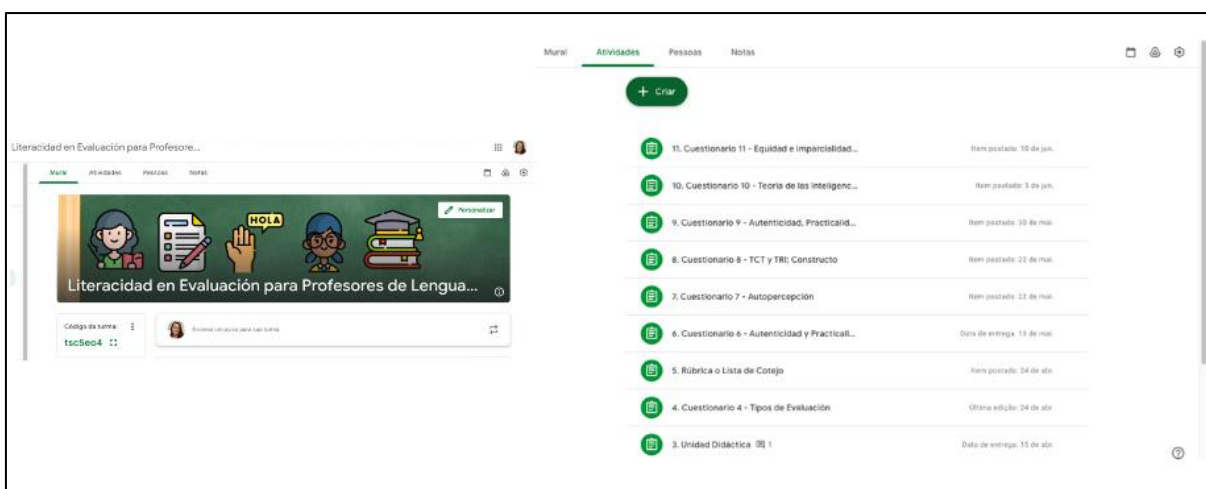 Literacidad en Evaluación para Profesore...
Mural Atividades Pessoas Notas
Personalizar
HOLA
Literacidad en Evaluación para Profesores de Lengua...
Código da turma
tsc5eo4
Mural Atividades Pessoas Notas
+ Criar
11. Cuestionario 11 - Equidad e imparcialidad... Item postado: 10 de jun.
10. Cuestionario 10 - Teoría de las Inteligenc... Item postado: 5 de jun.
9. Cuestionario 9 - Autenticidad, Practicalid... Item postado: 30 de mai.
8. Cuestionario 8 - TCT y TRI; Constructo Item postado: 22 de mai.
7. Cuestionario 7 - Autopercepción Item postado: 22 de mai.
6. Cuestionario 6 - Autenticidad y Practicali... Data de entrega: 13 de mai.
5. Rúbrica o Lista de Cotejo Item postado: 24 de abr.
4. Cuestionario 4 - Tipos de Evaluación Última edição: 24 de abr.
3. Unidad Didáctica 1 Data de entrega: 15 de abr.